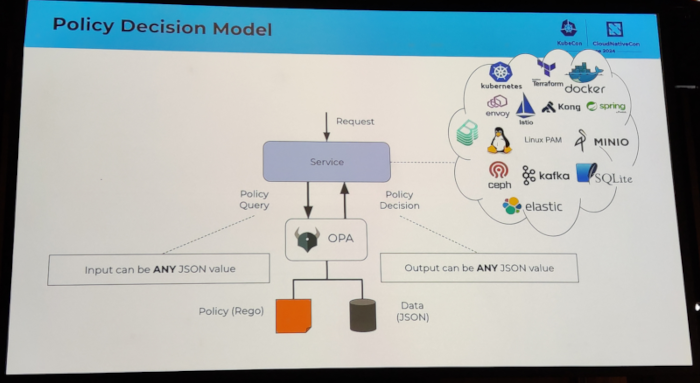 Policy Decision Model
KubeCon
CloudNativeCon
kubernetes
Terraform
docker
envoy
Istio
Kong
spring
Linux PAM
MINIO
ceph
kafka
SQLite
elastic
Request
Service
Policy
Query
Policy
Decision
OPA
Input can be ANY JSON value
Output can be ANY JSON value
Policy (Rego)
Data
(JSON)